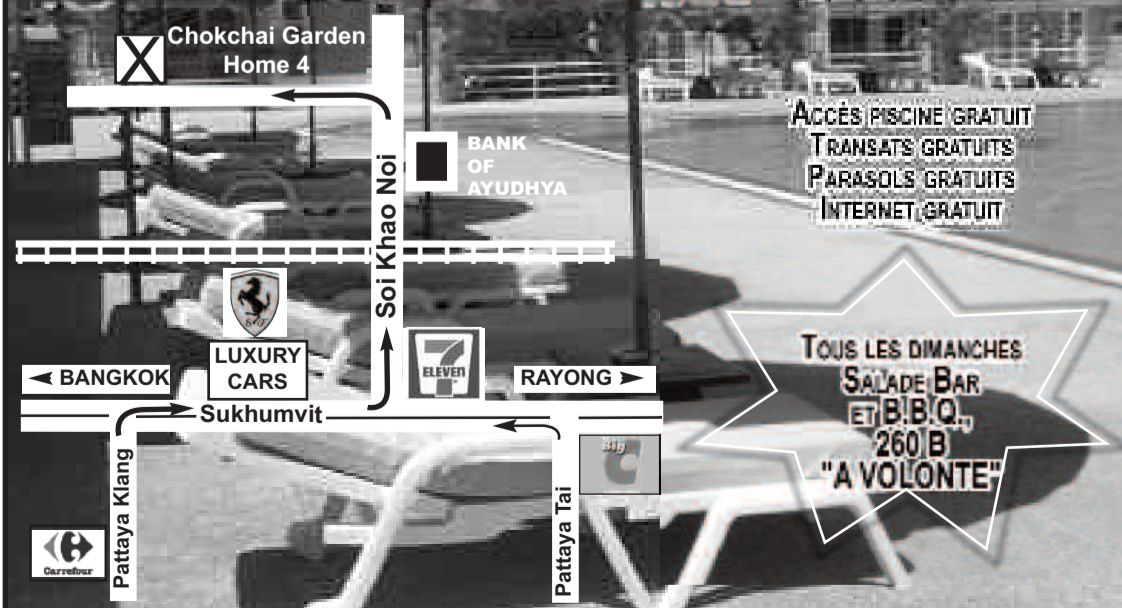 Chokchai Garden
Home 4
BANK
OF
AYUDHYA
Soi Khao Noi
ACCÈS PISCINE GRATUIT
TRANSATS GRATUITS
PARASOLS GRATUITS
INTERNET GRATUIT
LUXURY
CARS
7
ELEVEN
BANGKOK
RAYONG
Sukhumvit
Big
C
Pattaya Klang
Pattaya Tai
Carrefour
TOUS LES DIMANCHES
SALADE BAR
ET B.B.Q.,
260 B
"A VOLONTE"